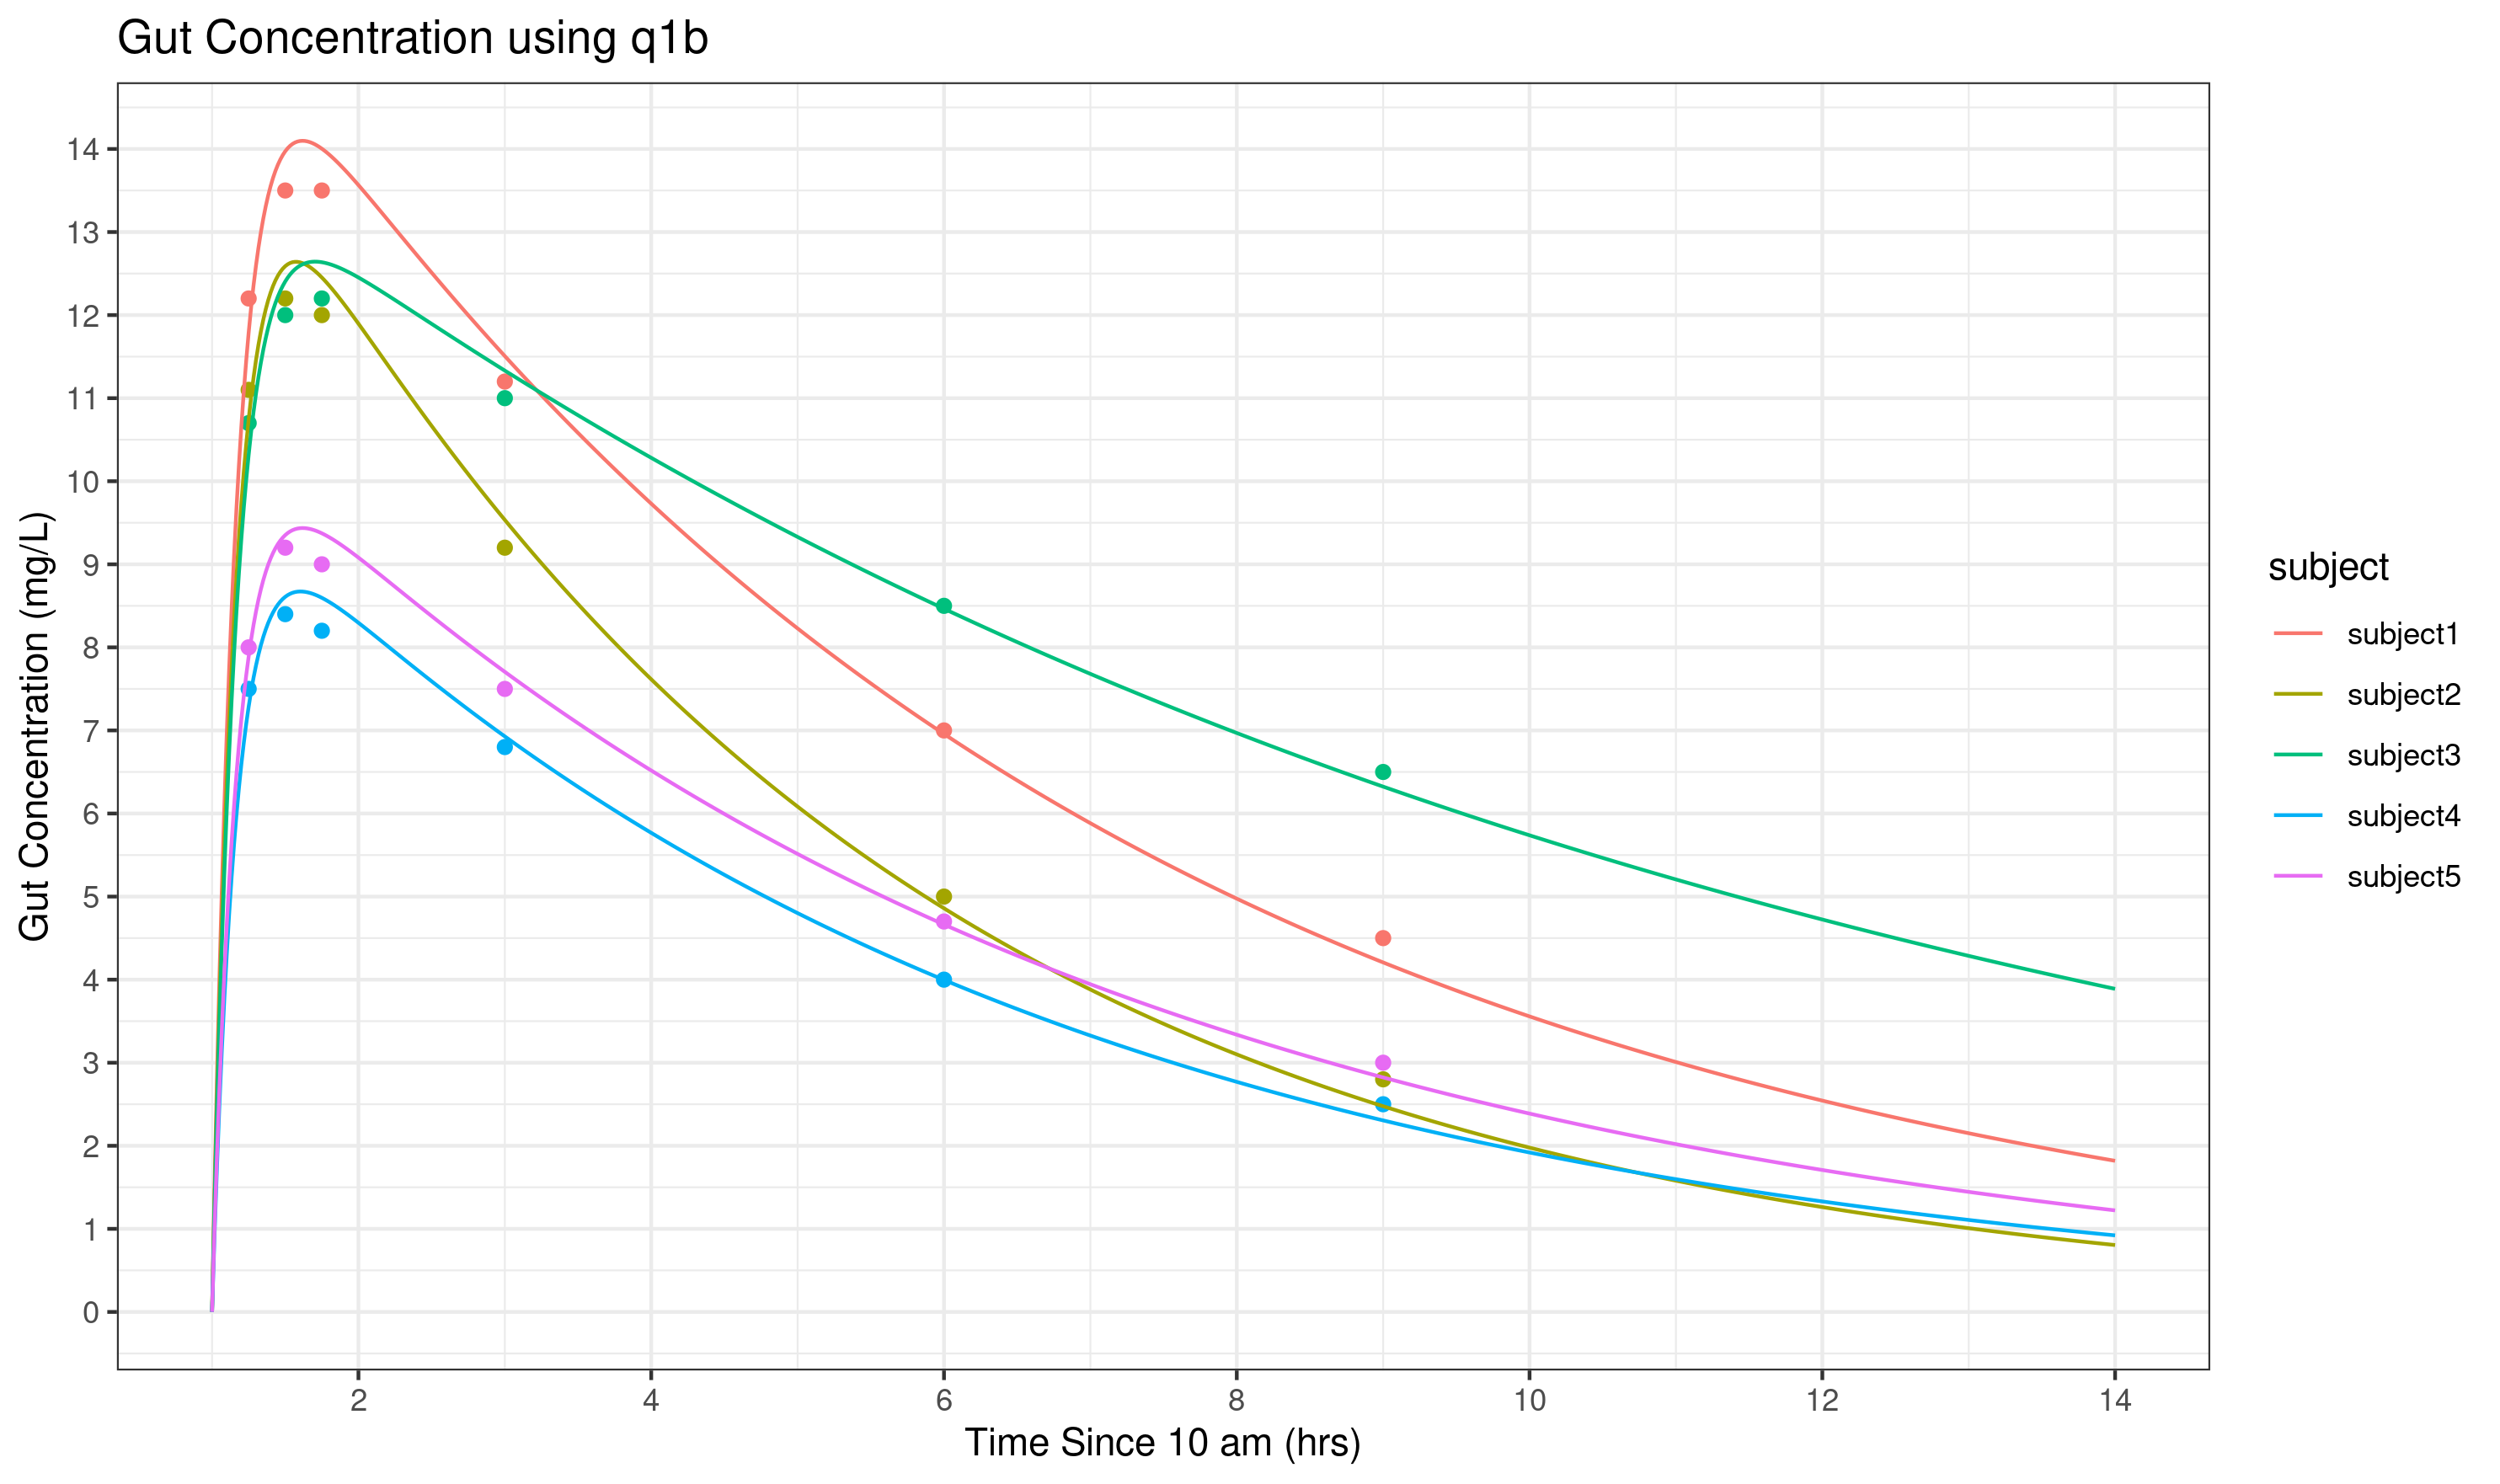 Gut Concentration using q1b
Gut Concentration (mg/L)
14
13
12
11
10
9
8
7
6
5
4
3
2
1
0
2 4 6 8 10 12 14
Time Since 10 am (hrs)
subject
subject1
subject2
subject3
subject4
subject5